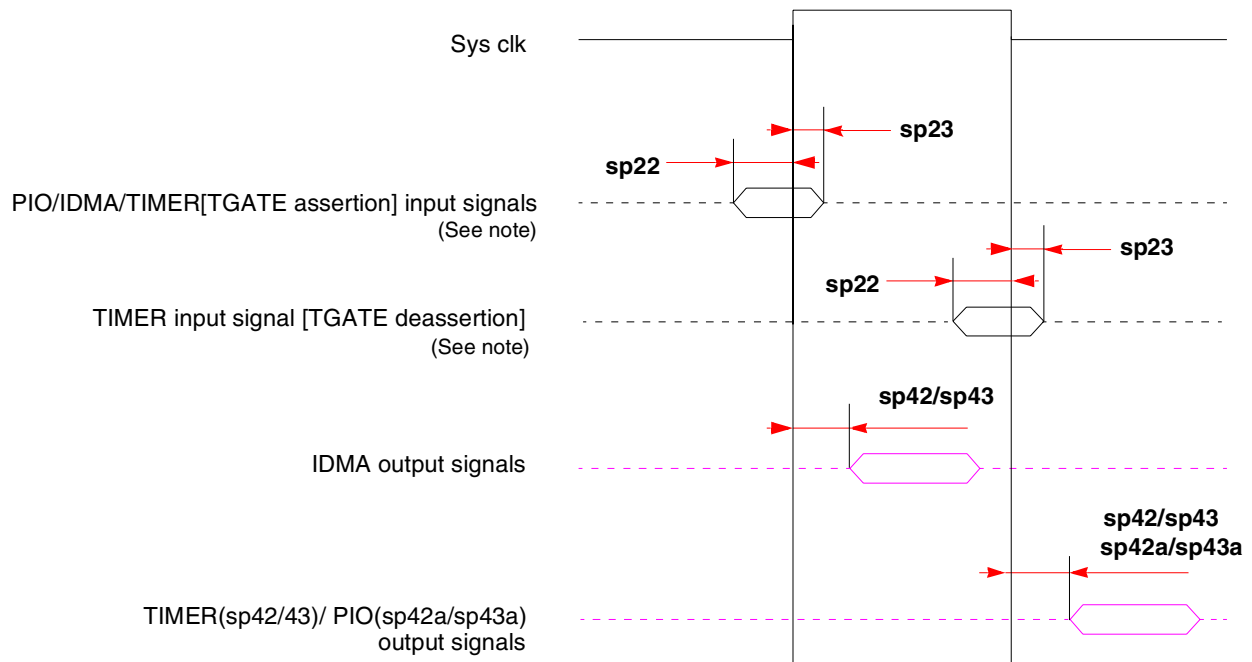 Sys clk
sp23
sp22
PIO/IDMA/TIMER[TGATE assertion] input signals
(See note)
sp23
sp22
TIMER input signal [TGATE deassertion]
(See note)
sp42/sp43
IDMA output signals
sp42/sp43
sp42a/sp43a
TIMER(sp42/43)/ PIO(sp42a/sp43a)
output signals